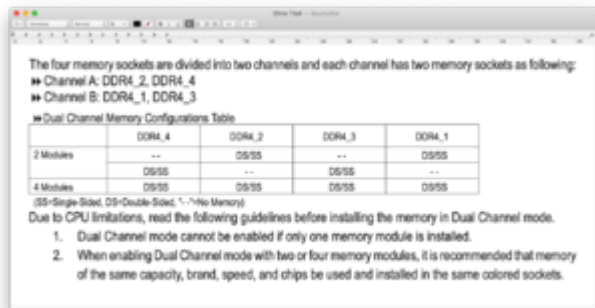 The four memory sockets are divided into two channels and each channel has two memory sockets as following:
Channel A: DDR4_2, DDR4_4
Channel B: DDR4_1, DDR4_3
Dual Channel Memory Configurations Table
DDR4_4 DDR4_2 DDR4_3 DDR4_1
2 Modules - - DS/SS - - DS/SS
DS/SS - - DS/SS - -
4 Modules DS/SS DS/SS DS/SS DS/SS
(SS=Single-Sided, DS=Double-Sided, "- -"=No Memory)
Due to CPU limitations, read the following guidelines before installing the memory in Dual Channel mode.
1. Dual Channel mode cannot be enabled if only one memory module is installed.
2. When enabling Dual Channel mode with two or four memory modules, it is recommended that memory
of the same capacity, brand, speed, and chips be used and installed in the same colored sockets.